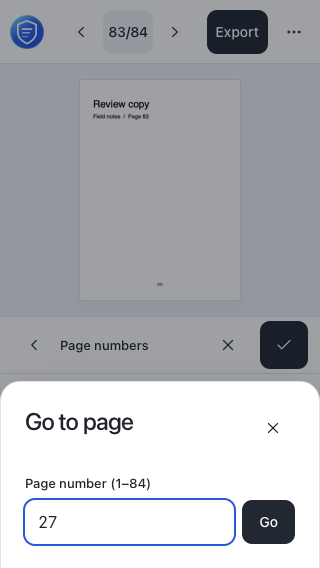 83/84
Export
Review copy
Field notes / Page 83
Page numbers
Go to page
Page number (1–84)
27
Go